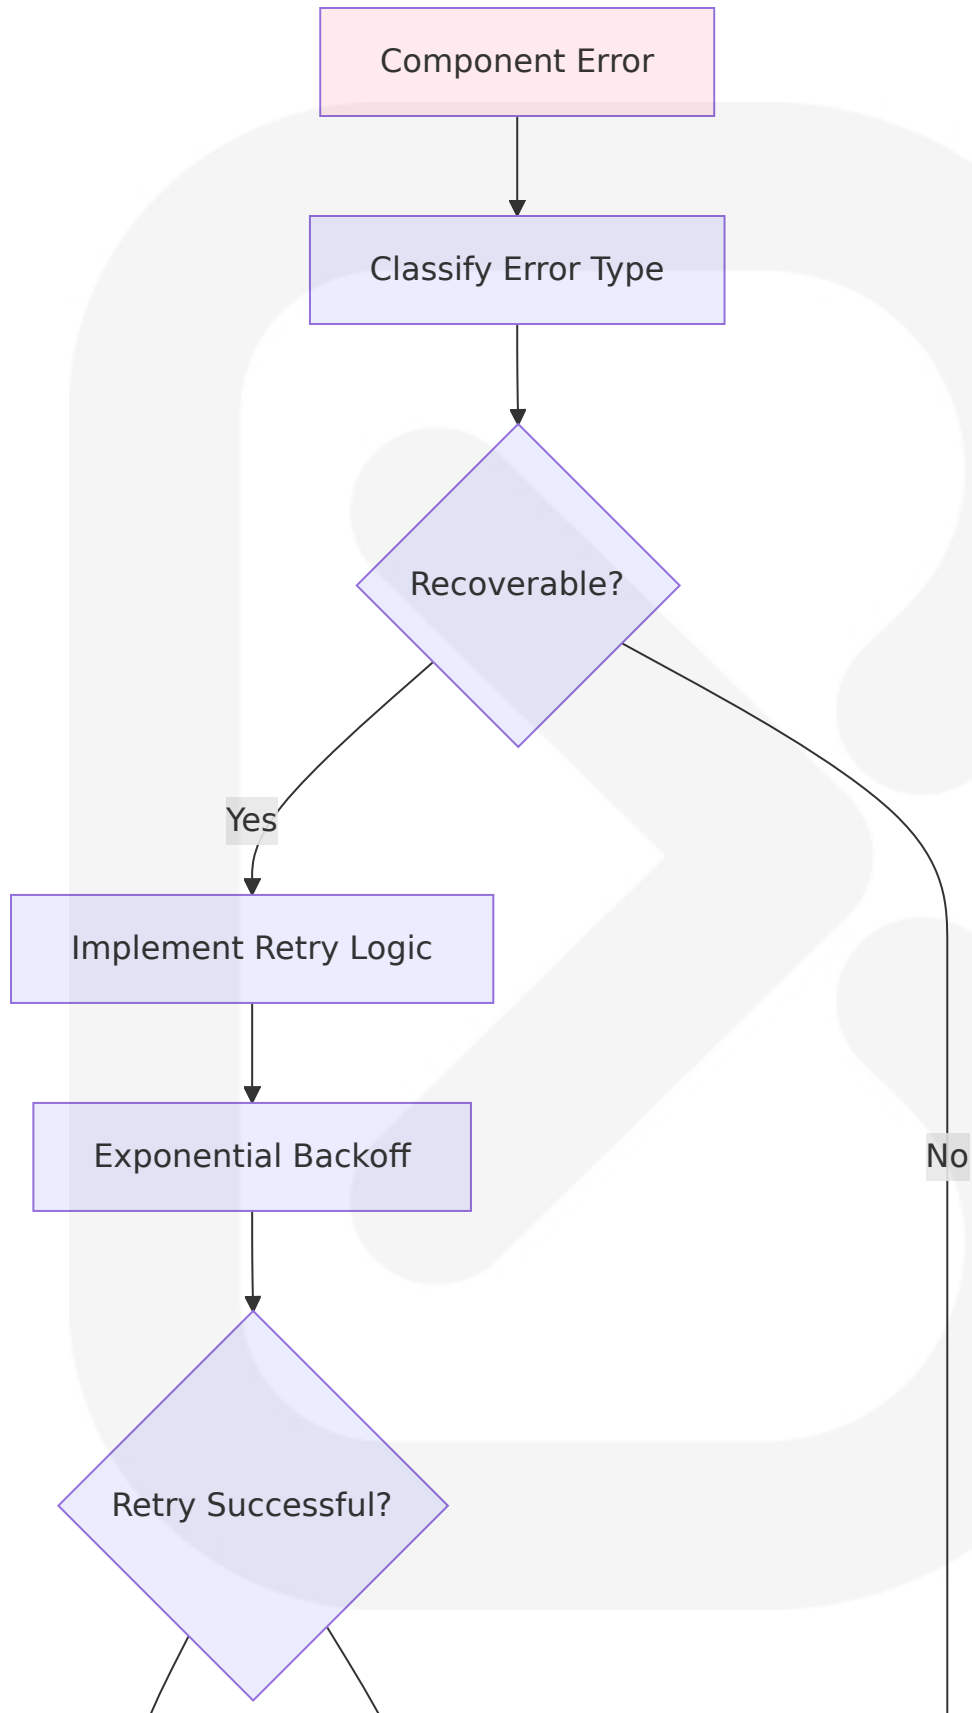 Component Error
Classify Error Type
Recoverable?
Yes
Implement Retry Logic
Exponential Backoff
No
Retry Successful?